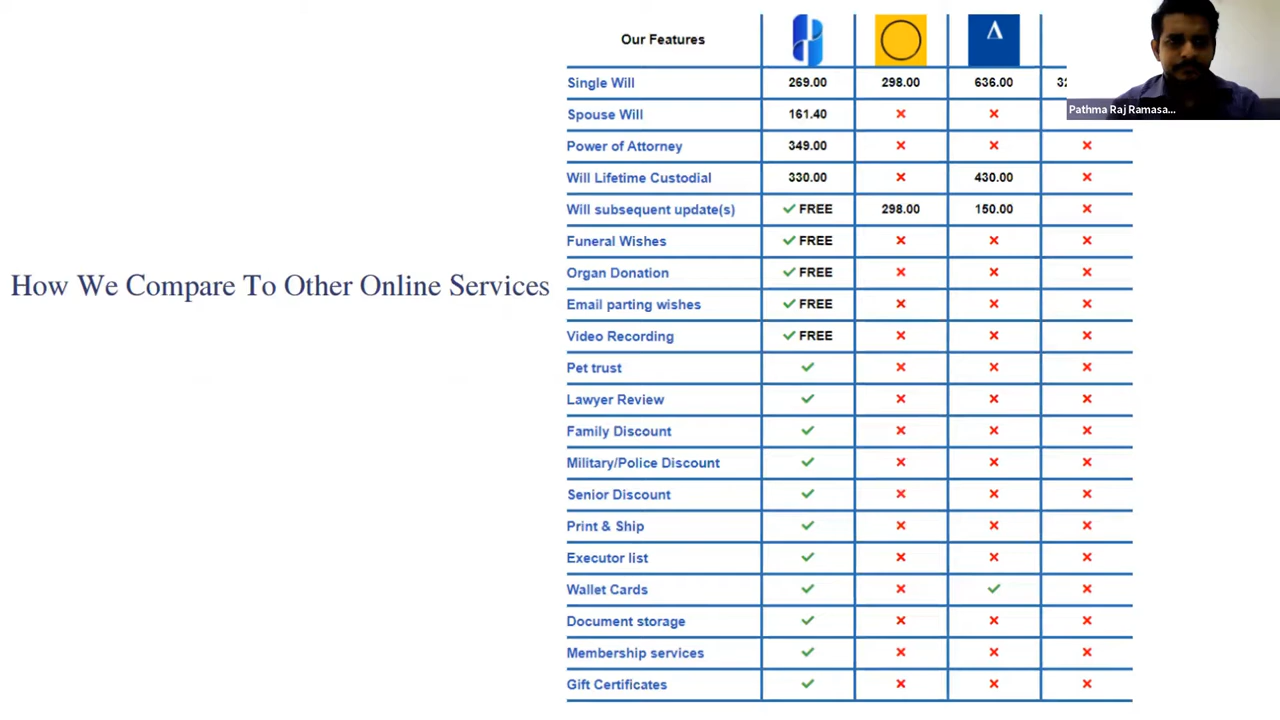 Our Features
Single Will 269.00 298.00 636.00
Spouse Will 161.40
Power of Attorney 349.00
Will Lifetime Custodial 330.00 430.00
Will subsequent update(s) FREE 298.00 150.00
Funeral Wishes FREE
Organ Donation FREE
Email parting wishes FREE
Video Recording FREE
Pet trust
Lawyer Review
Family Discount
Military/Police Discount
Senior Discount
Print & Ship
Executor list
Wallet Cards
Document storage
Membership services
Gift Certificates
How We Compare To Other Online Services
Pathma Raj Ramasa...